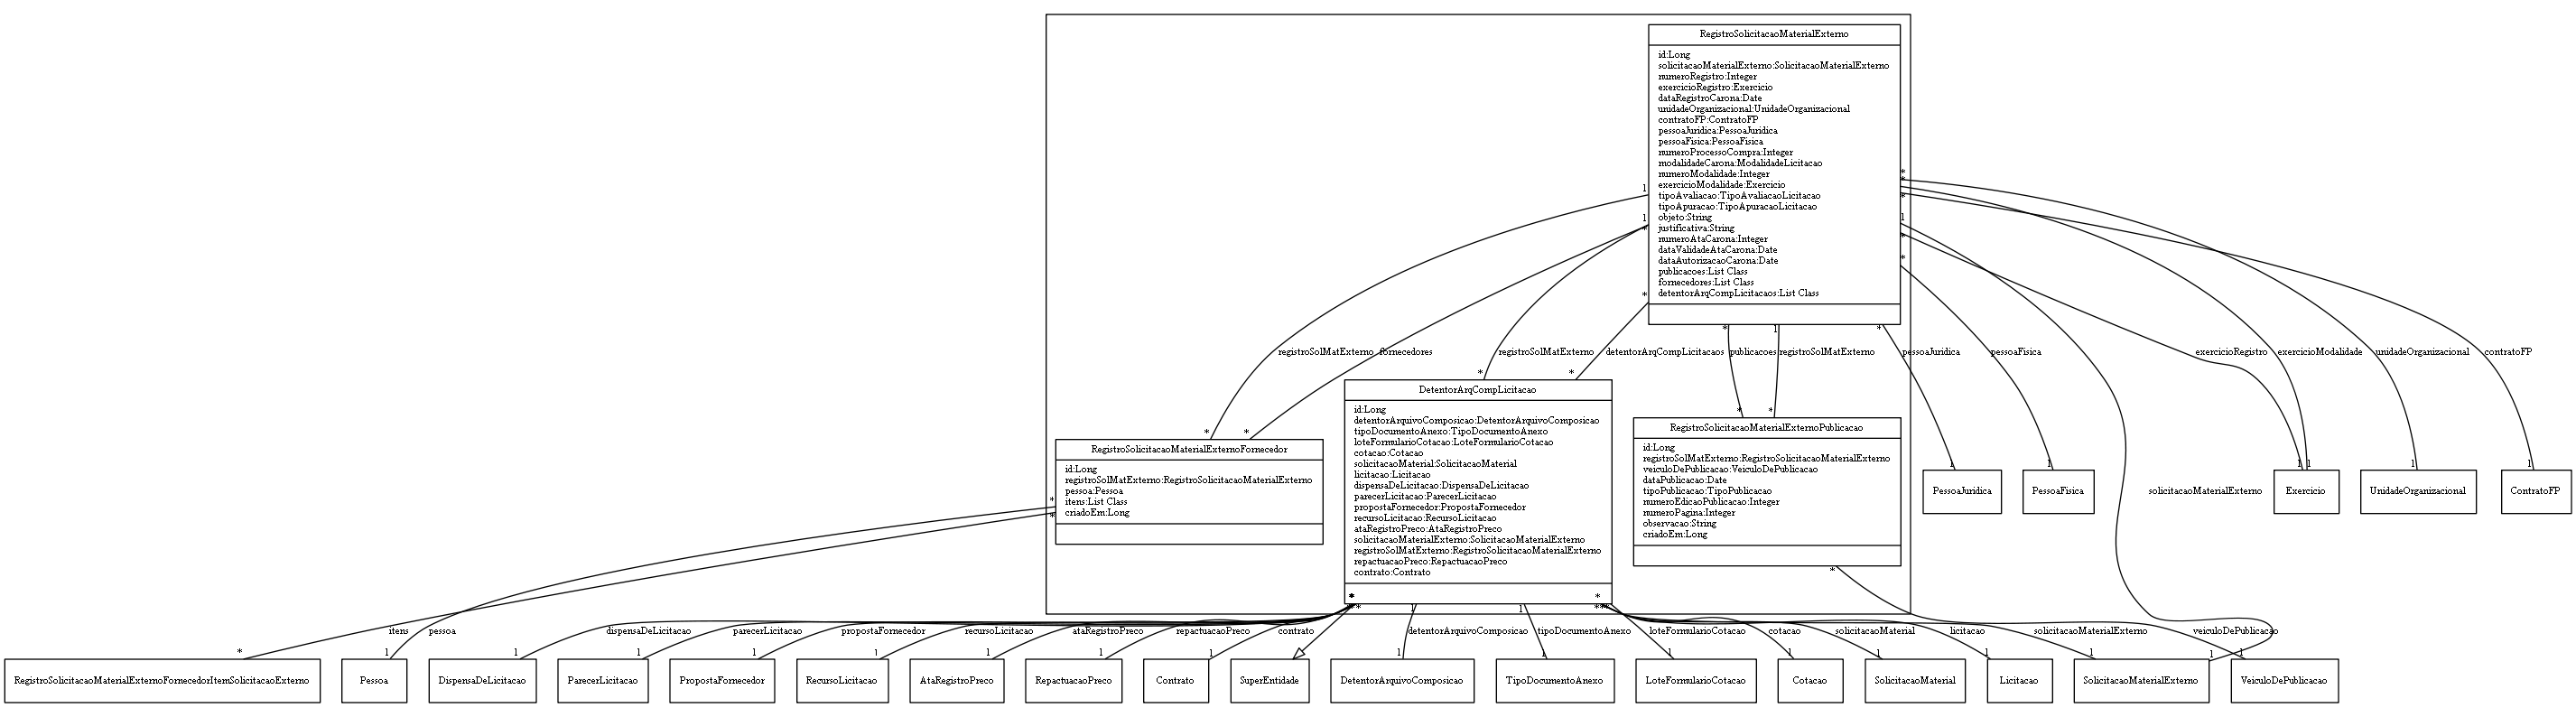 RegistroSolicitacaoMaterialExterno
id:Long
solicitacaoMaterialExterno:SolicitacaoMaterialExterno
numeroRegistro:Integer
exercicioRegistro:Exercicio
dataRegistroCarona:Date
unidadeOrganizacional:UnidadeOrganizacional
contratoFP:ContratoFP
pessoaJuridica:PessoaJuridica
pessoaFisica:PessoaFisica
numeroProcessoCompra:Integer
modalidadeCarona:ModalidadeLicitacao
numeroModalidade:Integer
exercicioModalidade:Exercicio
tipoAvaliacao:TipoAvaliacaoLicitacao
tipoApuracao:TipoApuracaoLicitacao
objeto:String
justificativa:String
numeroAtaCarona:Integer
dataValidadeAtaCarona:Date
dataAutorizacaoCarona:Date
publicacoes:List Class
fornecedores:List Class
detentorArqCompLicitacaos:List Class
registroSolMatExterno
fornecedores
registroSolMatExterno
detentorArqCompLicitacaos
publicacoes
registroSolMatExterno
pessoaJuridica
pessoaFisica
exercicioRegistro
exercicioModalidade
unidadeOrganizacional
contratoFP
DetentorArqCompLicitacao
id:Long
detentorArquivoComposicao:DetentorArquivoComposicao
tipoDocumentoAnexo:TipoDocumentoAnexo
loteFormularioCotacao:LoteFormularioCotacao
cotacao:Cotacao
solicitacaoMaterial:SolicitacaoMaterial
licitacao:Licitacao
dispensaDeLicitacao:DispensaDeLicitacao
parecerLicitacao:ParecerLicitacao
propostaFornecedor:PropostaFornecedor
recursoLicitacao:RecursoLicitacao
ataRegistroPreco:AtaRegistroPreco
solicitacaoMaterialExterno:SolicitacaoMaterialExterno
registroSolMatExterno:RegistroSolicitacaoMaterialExterno
repactuacaoPreco:RepactuacaoPreco
contrato:Contrato
RegistroSolicitacaoMaterialExternoPublicacao
id:Long
registroSolMatExterno:RegistroSolicitacaoMaterialExterno
veiculoDePublicacao:VeiculoDePublicacao
dataPublicacao:Date
tipoPublicacao:TipoPublicacao
numeroEdicaoPublicacao:Integer
numeroPagina:Integer
observacao:String
criadoEm:Long
RegistroSolicitacaoMaterialExternoFornecedor
id:Long
registroSolMatExterno:RegistroSolicitacaoMaterialExterno
pessoa:Pessoa
itens:List Class
criadoEm:Long
PessoaJuridica
PessoaFisica
solicitacaoMaterialExterno
Exercicio
UnidadeOrganizacional
ContratoFP
itens
pessoa
dispensaDeLicitacao
parecerLicitacao
propostaFornecedor
recursoLicitacao
ataRegistroPreco
repactuacaoPreco
contrato
detentorArquivoComposicao
tipoDocumentoAnexo
loteFormularioCotacao
cotacao
solicitacaoMaterial
licitacao
solicitacaoMaterialExterno
veiculoDePublicacao
RegistroSolicitacaoMaterialExternoFornecedorItemSolicitacaoExterno
Pessoa
DispensaDeLicitacao
ParecerLicitacao
PropostaFornecedor
RecursoLicitacao
AtaRegistroPreco
RepactuacaoPreco
Contrato
SuperEntidade
DetentorArquivoComposicao
TipoDocumentoAnexo
LoteFormularioCotacao
Cotacao
SolicitacaoMaterial
Licitacao
SolicitacaoMaterialExterno
VeiculoDePublicacao